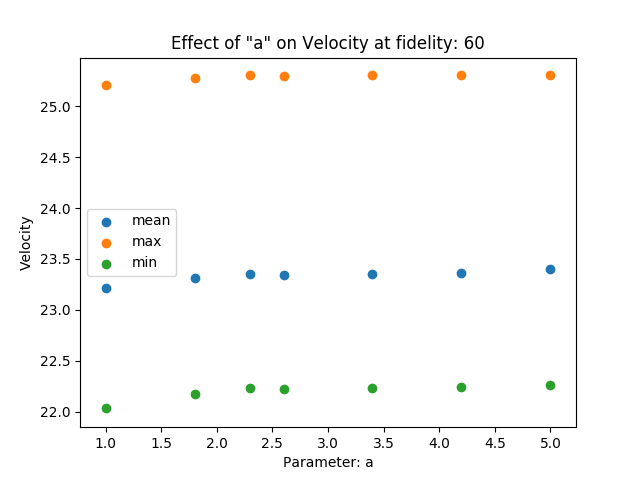 Effect of "a" on Velocity at fidelity: 60
Velocity
25.0
24.5
24.0
23.5
23.0
22.5
22.0
mean
max
min
1.0 1.5 2.0 2.5 3.0 3.5 4.0 4.5 5.0
Parameter: a